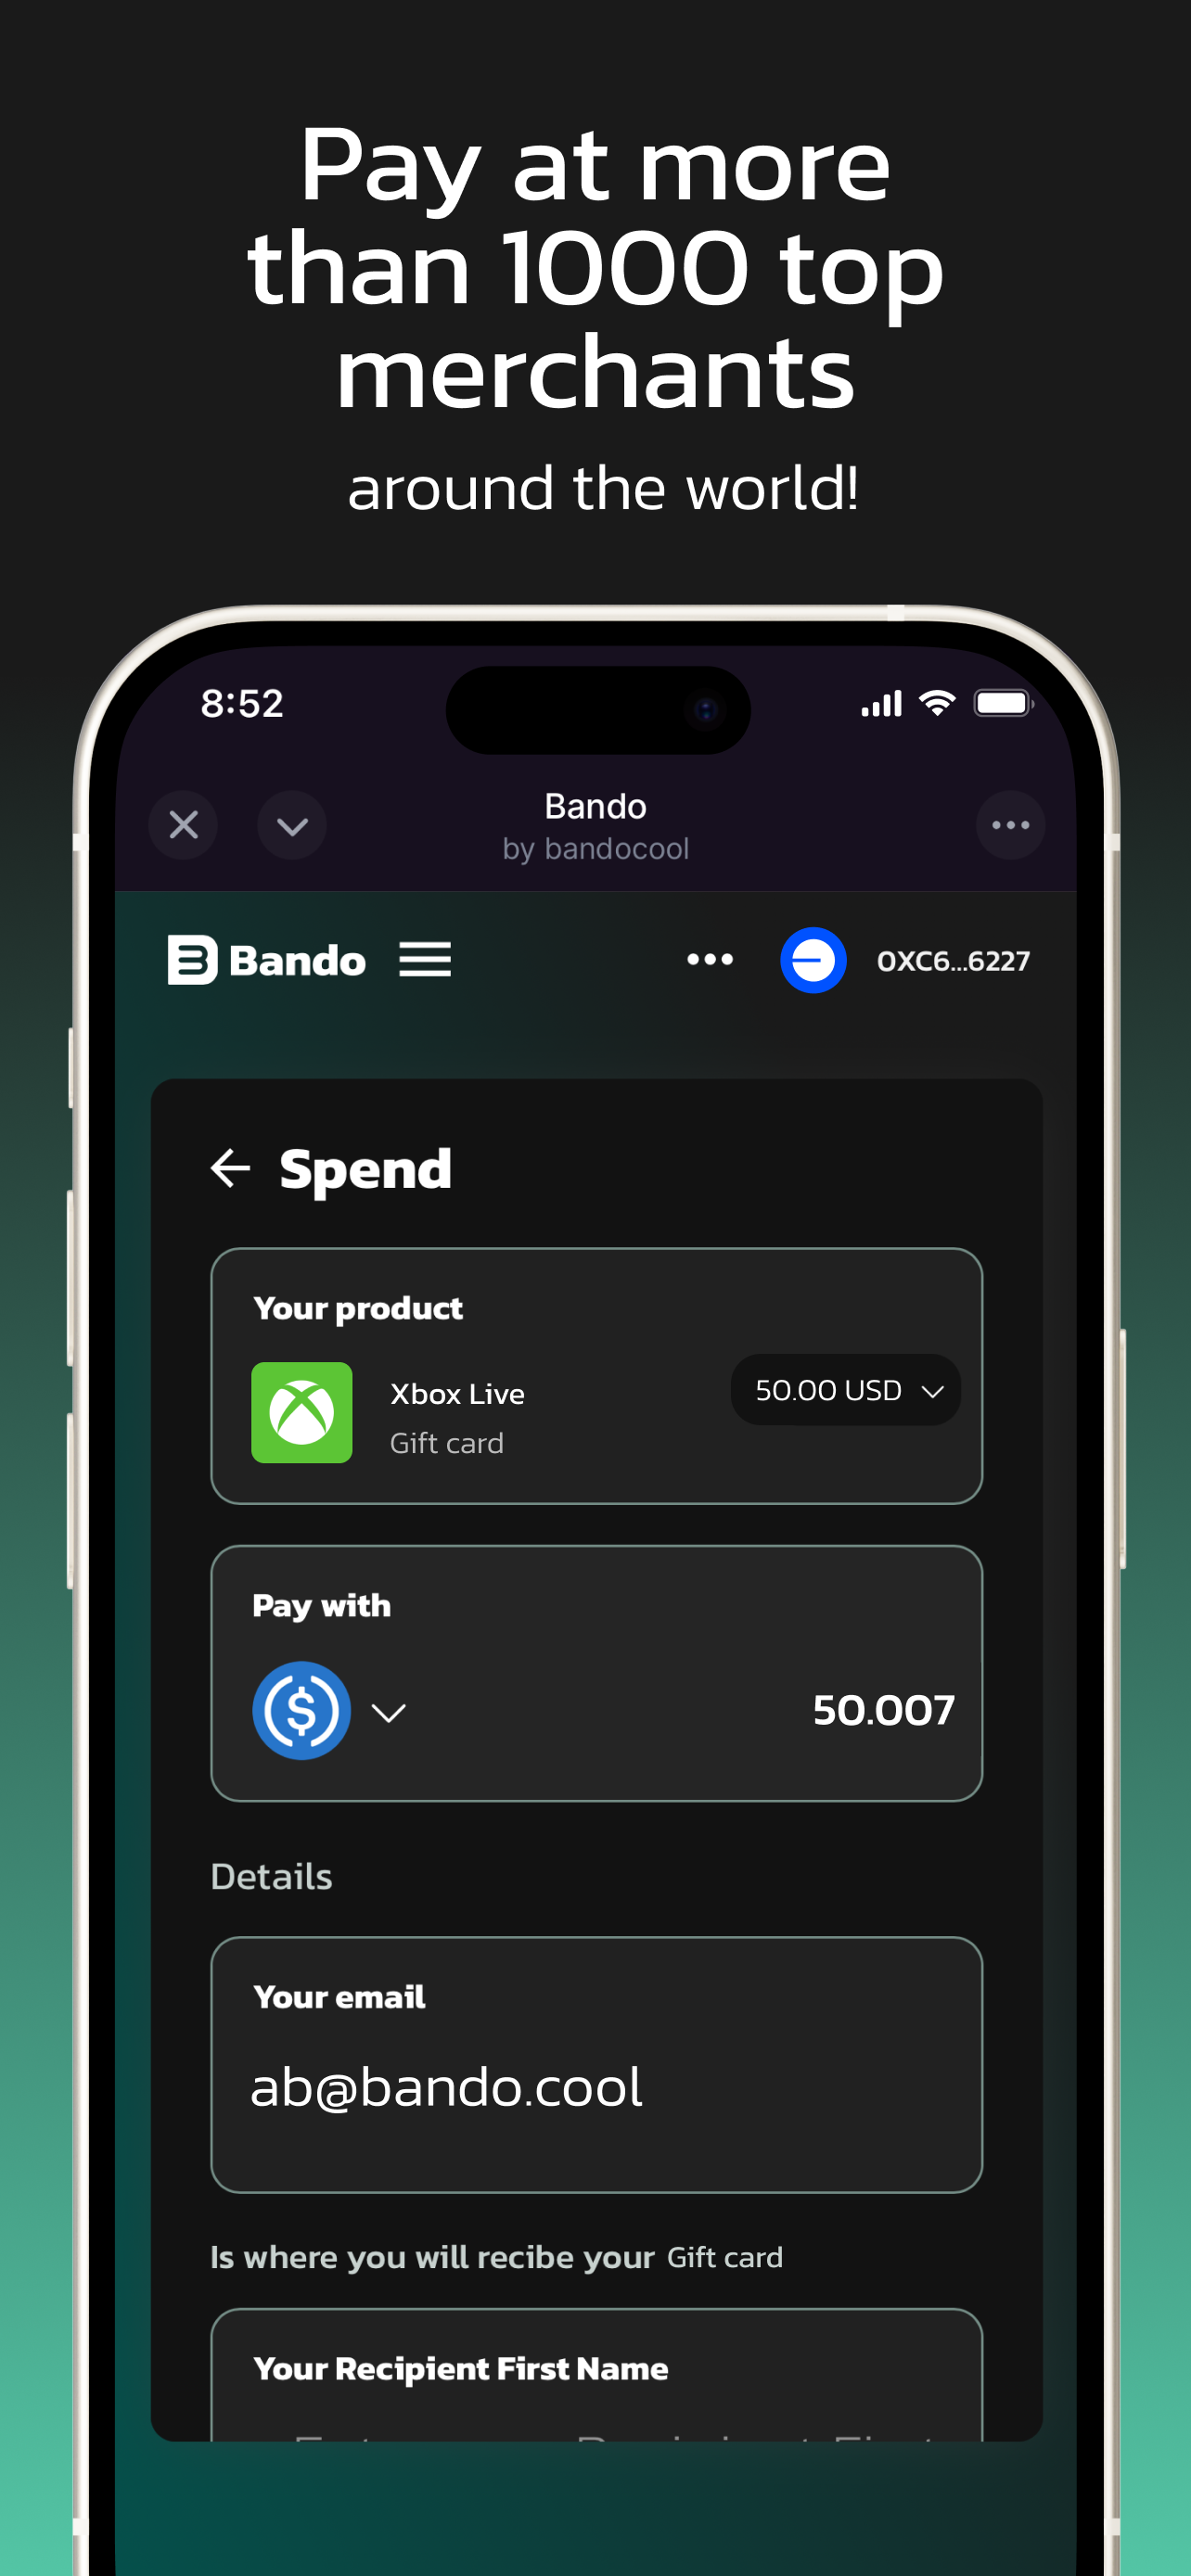 Pay at more
than 1000 top
merchants
around the world!
8:52
Bando
by bandocool
Bando
0XC6...6227
Spend
Your product
Xbox Live
50.00 USD
Gift card
Pay with
50.007
Details
Your email
ab@bando.cool
Is where you will recibe your Gift card
Your Recipient First Name